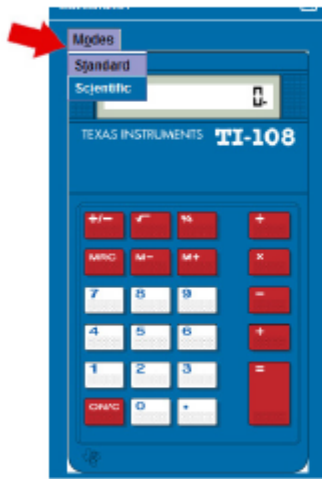 Modes
Standard
Scientific
0.
TEXAS INSTRUMENTS TI-108
+/− √ % ÷
MRC M− M+ ×
7 8 9 −
4 5 6 +
1 2 3 =
ON/C 0 .